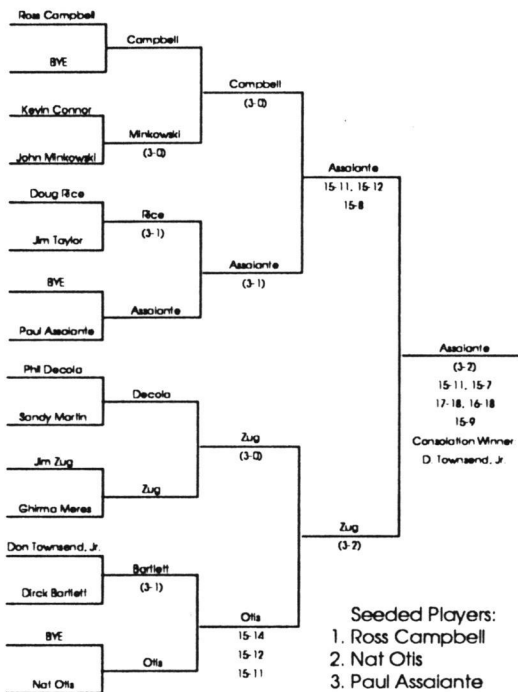 Ross Campbell
BYE
Kevin Connor
John Minkowski
Doug Rice
Jim Taylor
BYE
Paul Assaiante
Phil Decola
Sandy Martin
Jim Zug
Ghirma Meres
Don Townsend, Jr.
Dirck Bartlett
BYE
Nat Otis
Campbell
Minkowski
(3-0)
Rice
(3-1)
Assaiante
Decola
Zug
Bartlett
(3-1)
Otis
Campbell
(3-0)
Assaiante
(3-1)
Zug
(3-0)
Otis
15-14
15-12
15-11
Assaiante
15-11, 15-12
15-8
Zug
(3-2)
Assaiante
(3-2)
15-11, 15-7
17-18, 16-18
15-9
Consolation Winner
D. Townsend, Jr.
Seeded Players:
1. Ross Campbell
2. Nat Otis
3. Paul Assaiante